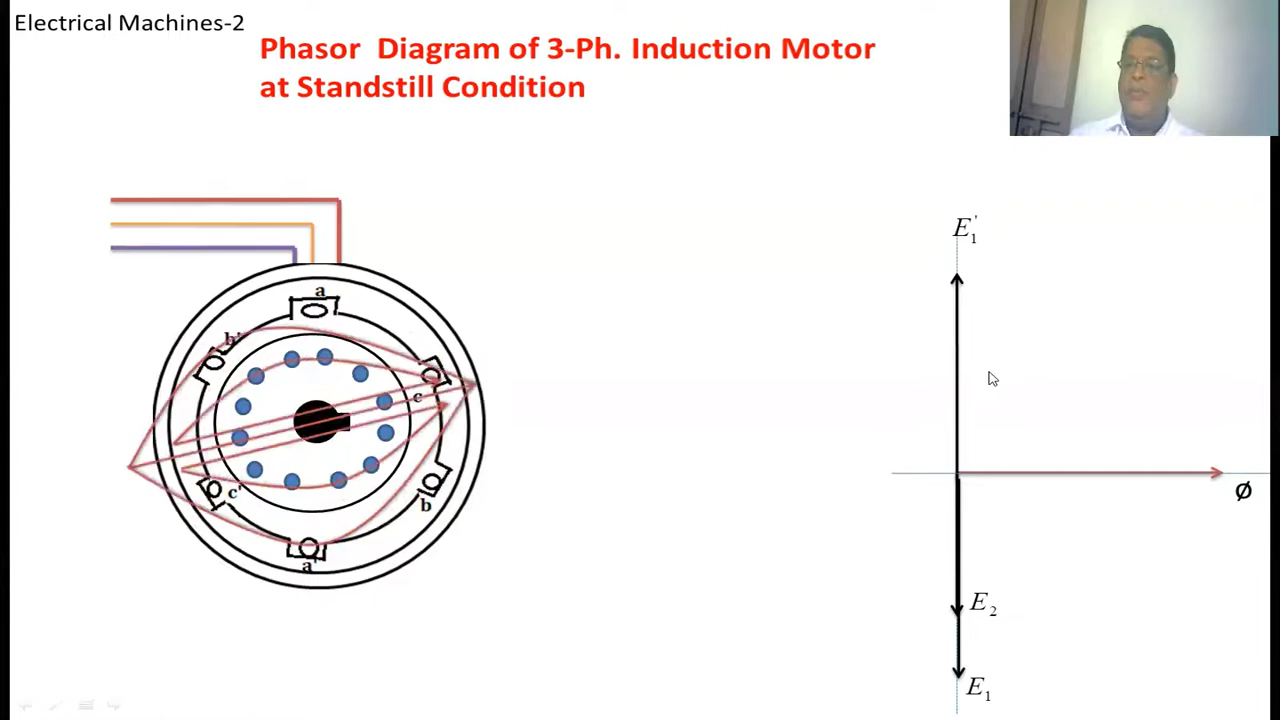 Electrical Machines-2
Phasor Diagram of 3-Ph. Induction Motor
at Standstill Condition
E₁'
a
b'
c
Ø
c'
b
a'
E₂
E₁